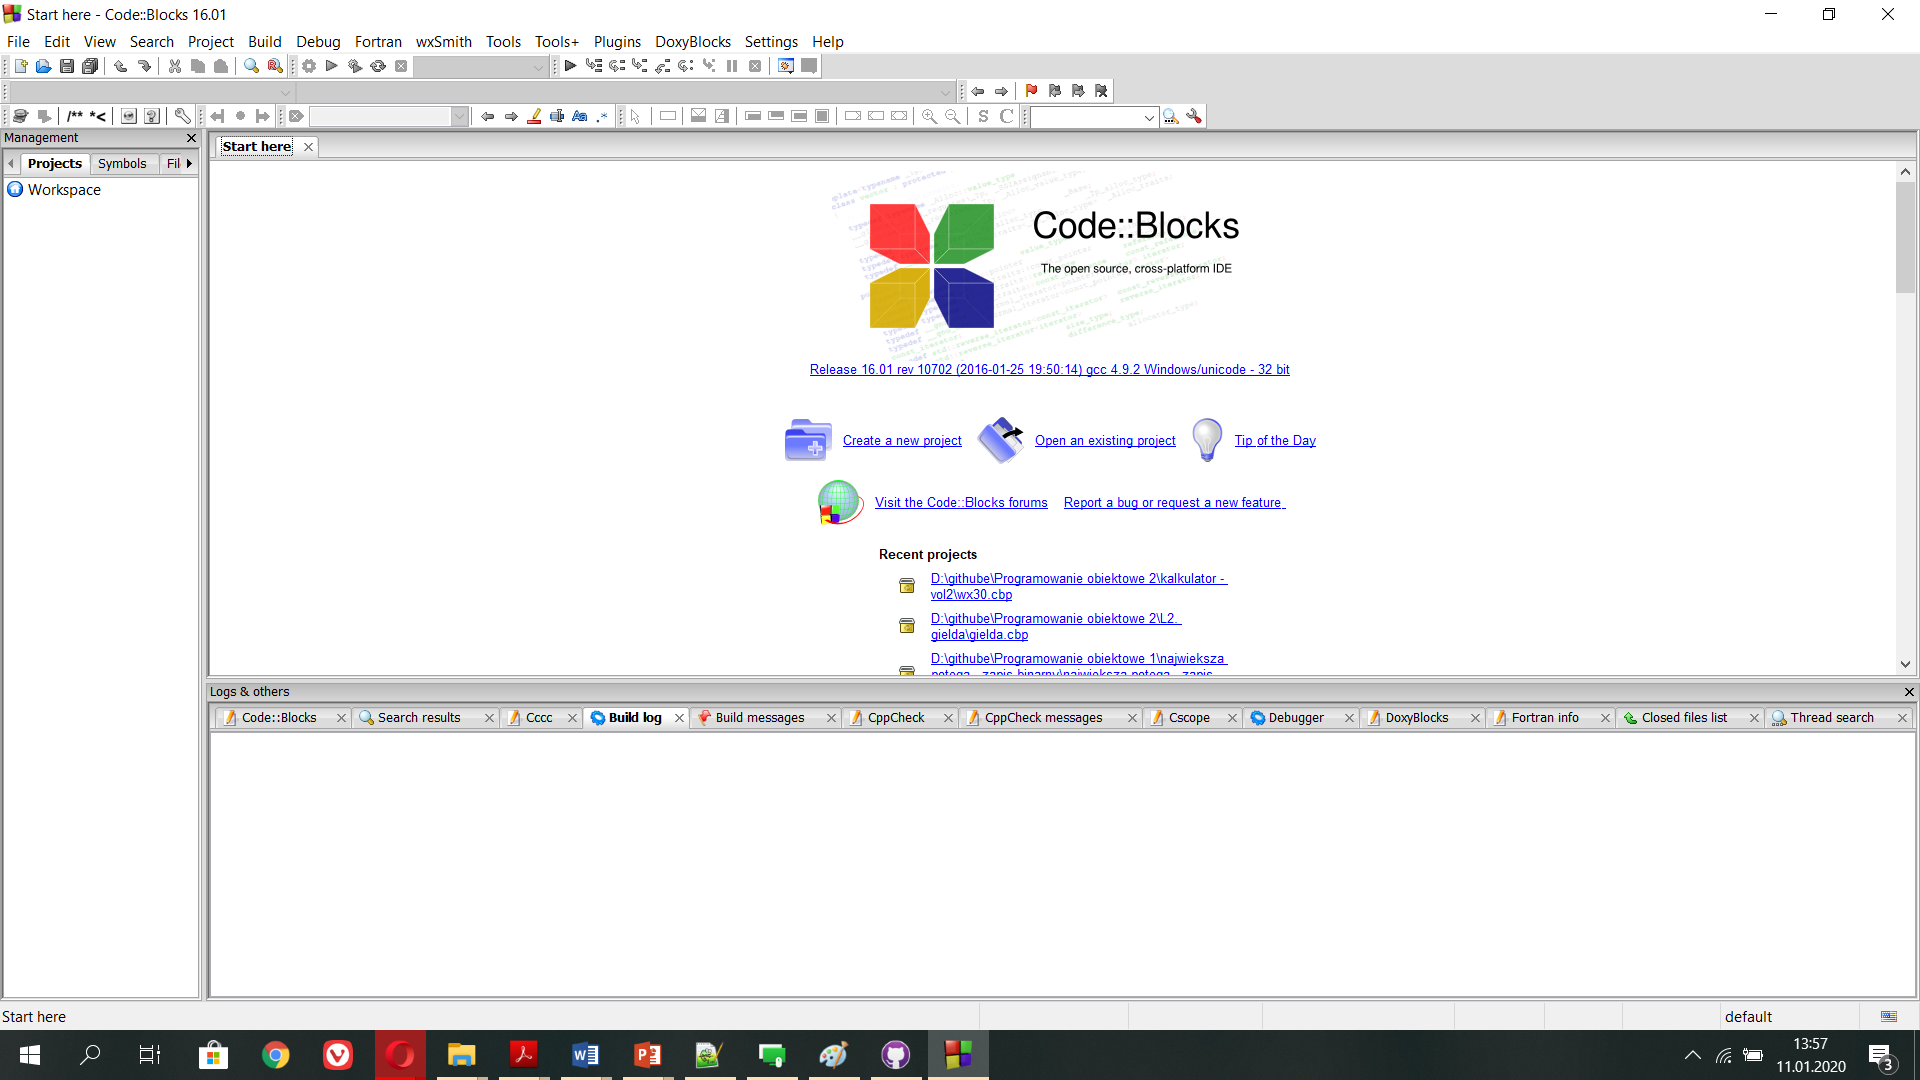 Start here - Code::Blocks 16.01
File Edit View Search Project Build Debug Fortran wxSmith Tools Tools+ Plugins DoxyBlocks Settings Help
/** *<
Management
Projects Symbols Fil
Workspace
Start here
Code::Blocks
The open source, cross-platform IDE
Release 16.01 rev 10702 (2016-01-25 19:50:14) gcc 4.9.2 Windows/unicode - 32 bit
Create a new project Open an existing project Tip of the Day
Visit the Code::Blocks forums Report a bug or request a new feature
Recent projects
D:\githube\Programowanie obiektowe 2\kalkulator -
vol2\wx30.cbp
D:\githube\Programowanie obiektowe 2\L2.
gielda\gielda.cbp
D:\githube\Programowanie obiektowe 1\najwieksza
potega - zapis binarny\najwieksza potega - zapis
Logs & others
Code::Blocks Search results Cccc Build log Build messages CppCheck CppCheck messages Cscope Debugger DoxyBlocks Fortran info Closed files list Thread search
Start here default
13:57
11.01.2020
3